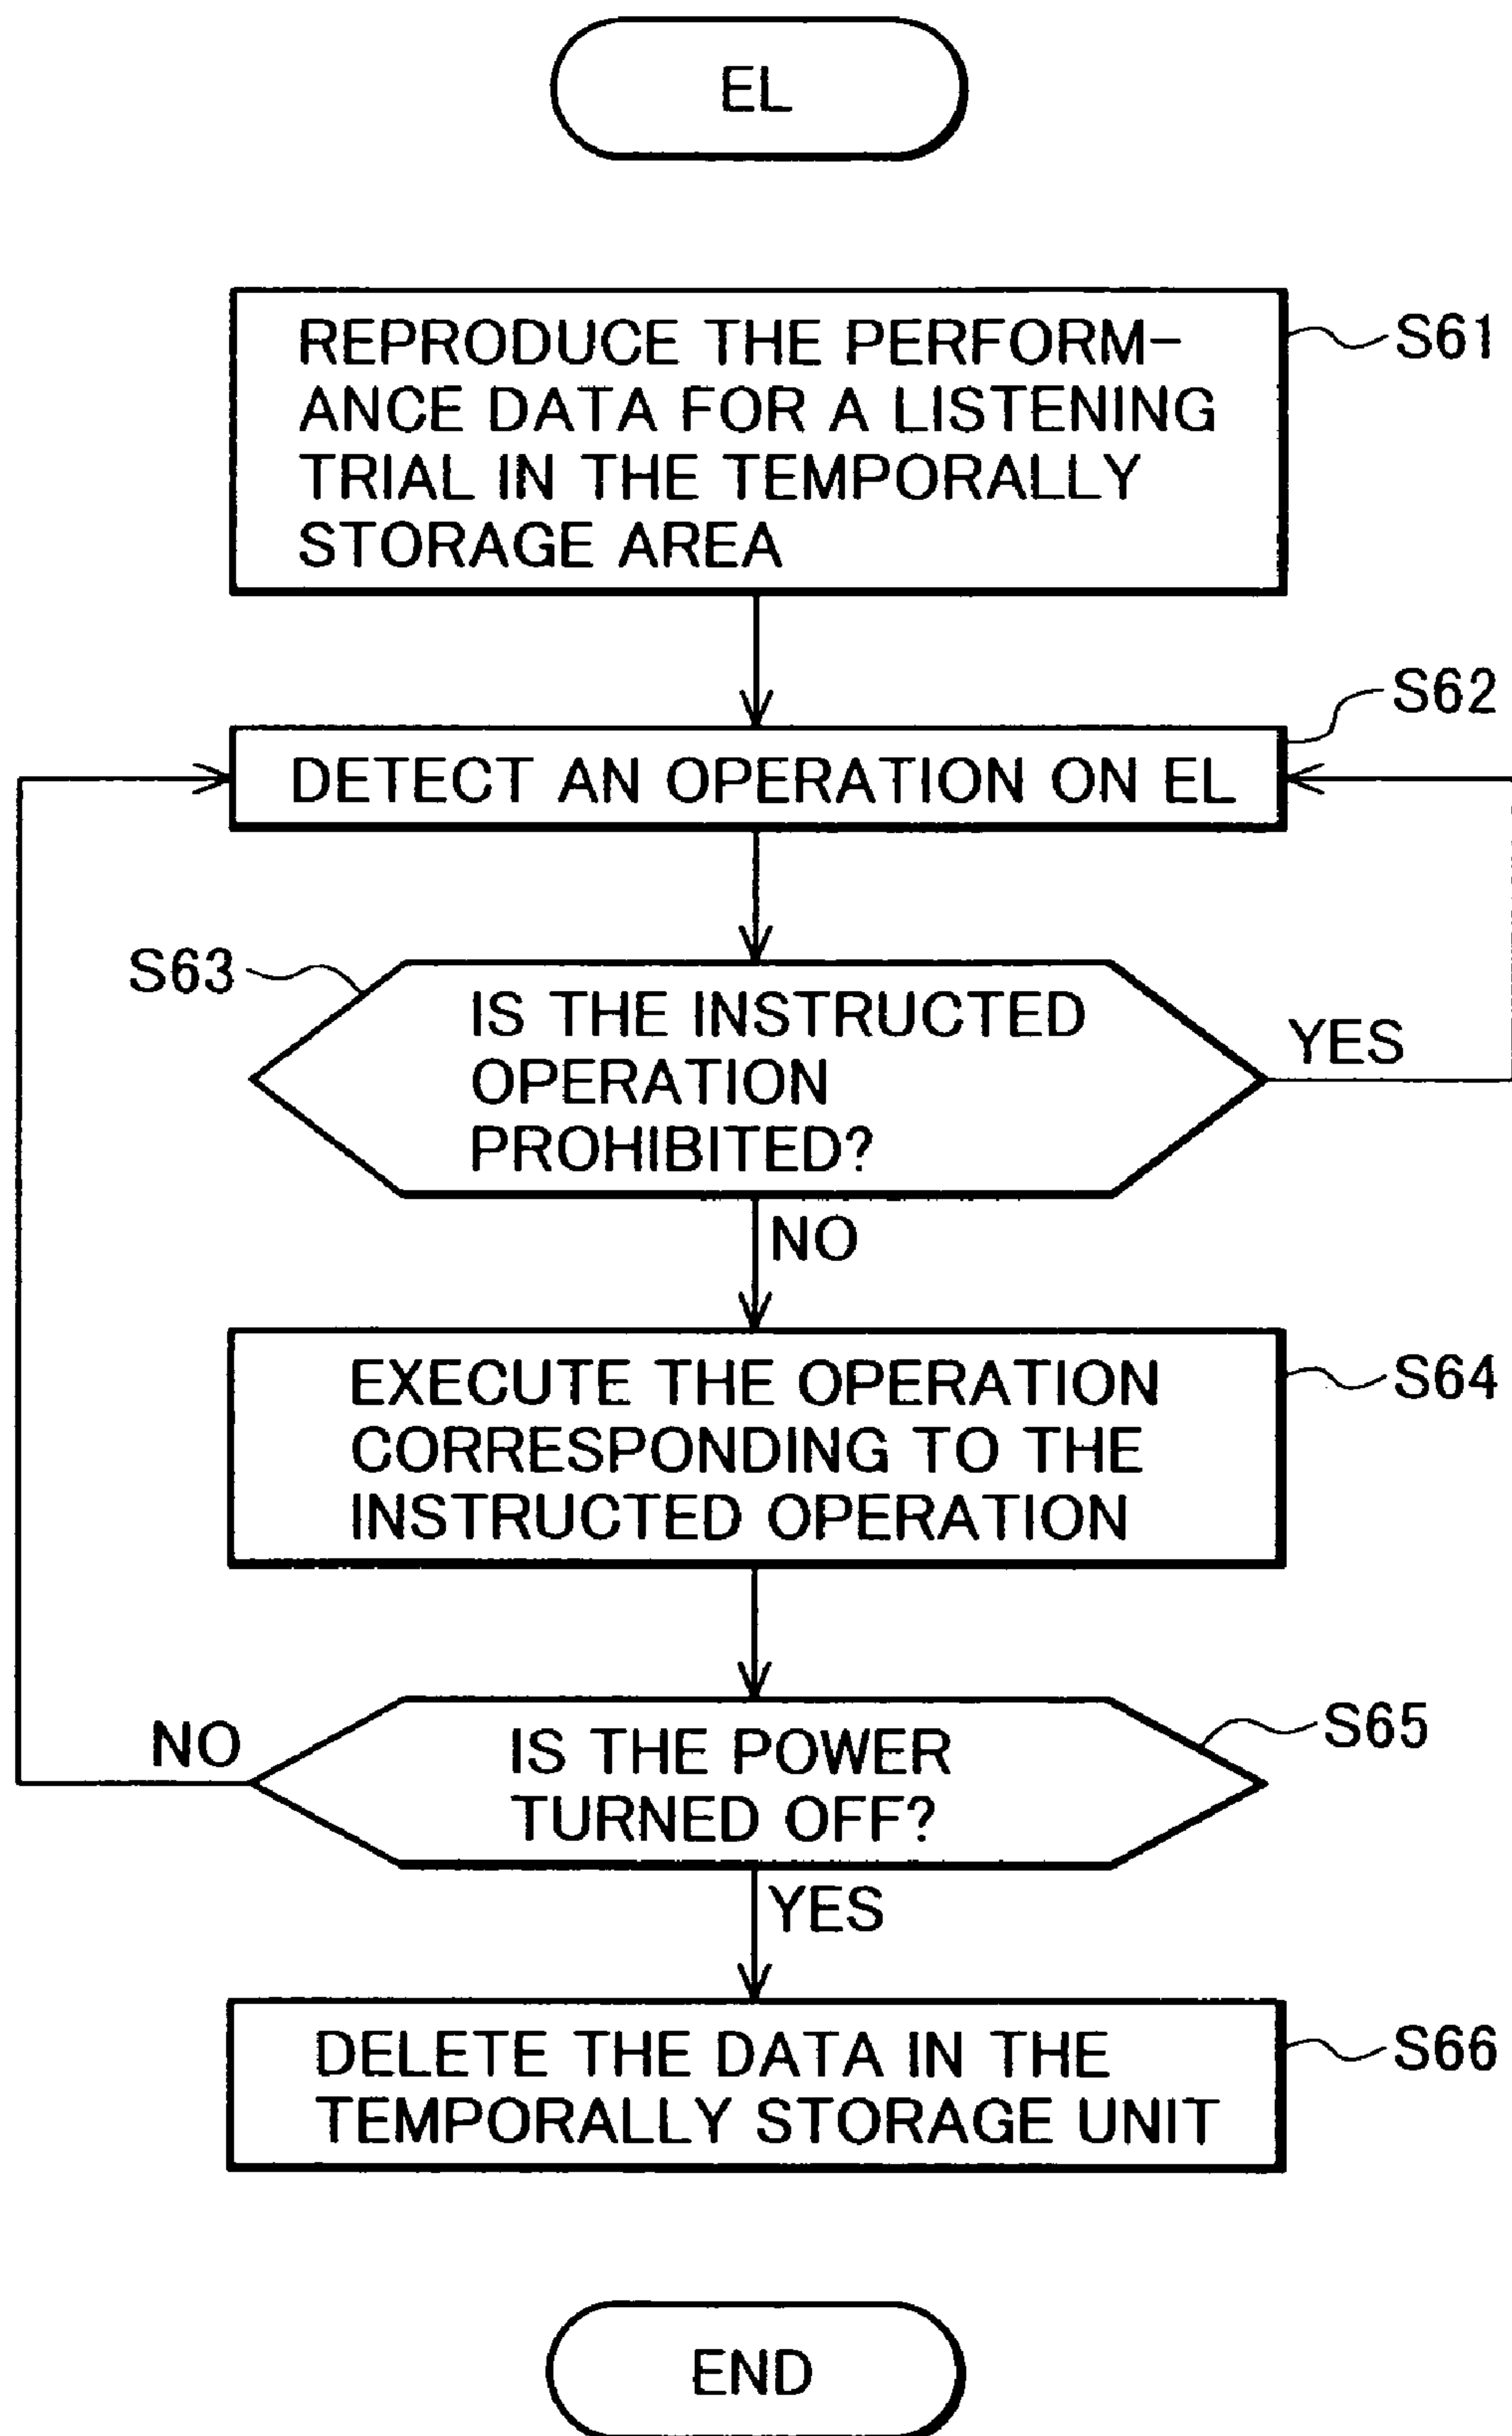 EL
REPRODUCE THE PERFORM-
ANCE DATA FOR A LISTENING
TRIAL IN THE TEMPORALLY
STORAGE AREA
S61
S62
DETECT AN OPERATION ON EL
S63
IS THE INSTRUCTED
OPERATION
PROHIBITED?
YES
NO
EXECUTE THE OPERATION
CORRESPONDING TO THE
INSTRUCTED OPERATION
S64
IS THE POWER
TURNED OFF?
S65
NO
YES
DELETE THE DATA IN THE
TEMPORALLY STORAGE UNIT
S66
END